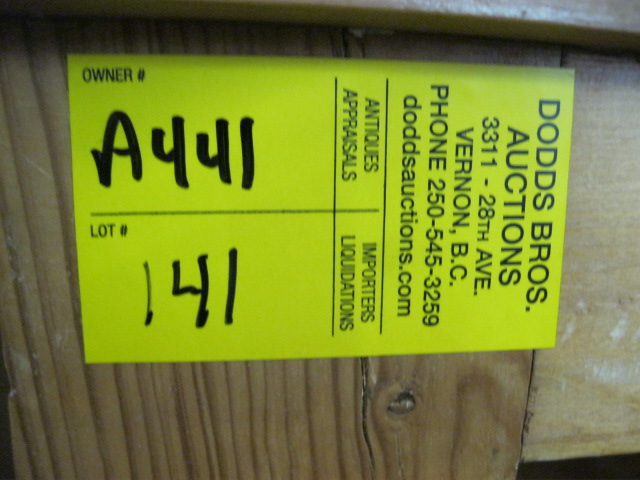 DODDS BROS.
AUCTIONS
3311 - 28TH AVE.
VERNON, B.C.
PHONE 250-545-3259
doddsauctions.com
ANTIQUES IMPORTERS
APPRAISALS LIQUIDATIONS
OWNER #
A441
LOT #
141